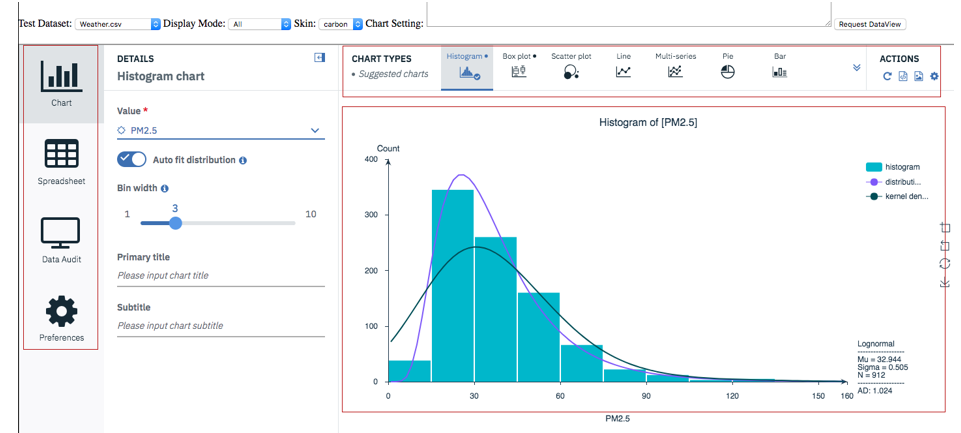 Test Dataset: Weather.csv Display Mode: All Skin: carbon Chart Setting: Request DataView
Chart
Spreadsheet
Data Audit
Preferences
DETAILS
Histogram chart
Value *
PM2.5
Auto fit distribution
Bin width
1 3 10
Primary title
Please input chart title
Subtitle
Please input chart subtitle
CHART TYPES
• Suggested charts
Histogram •
Box plot •
Scatter plot
Line
Multi-series
Pie
Bar
ACTIONS
Histogram of [PM2.5]
Count
400
300
200
100
0
0 30 60 90 120 150 160
PM2.5
histogram
distributi...
kernel den...
Lognormal
------------------
Mu = 32.944
Sigma = 0.505
N = 912
------------------
AD: 1.024